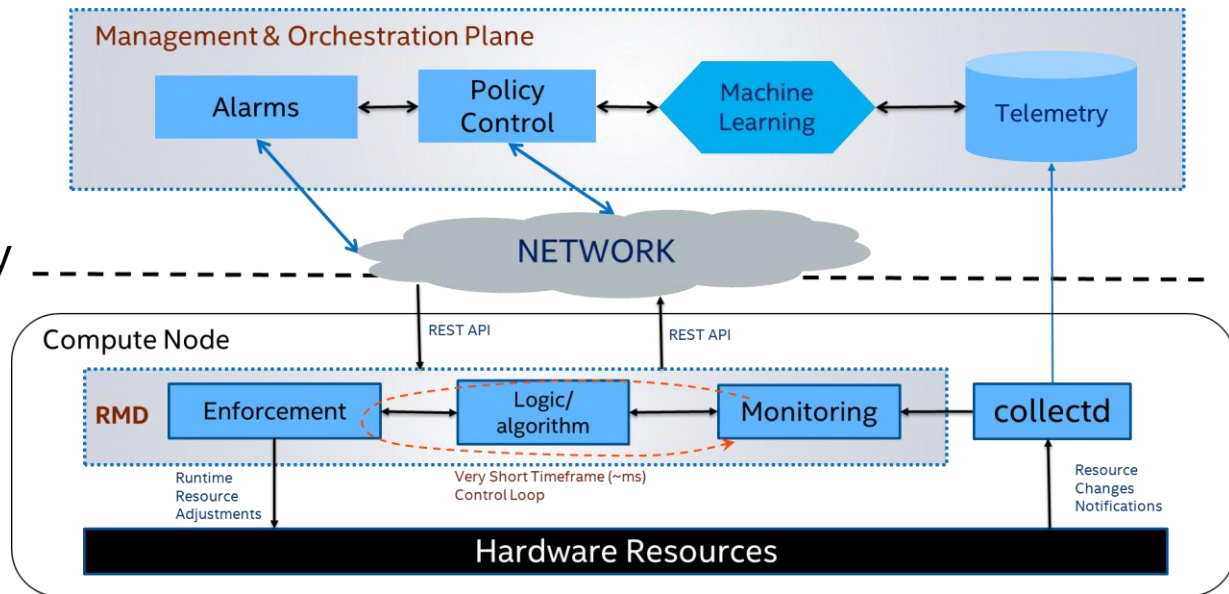 Management & Orchestration Plane
Alarms
Policy
Control
Machine
Learning
Telemetry
NETWORK
y
REST API
REST API
Compute Node
RMD
Enforcement
Logic/
algorithm
Monitoring
collectd
Runtime
Resource
Adjustments
Very Short Timeframe (~ms)
Control Loop
Resource
Changes
Notifications
Hardware Resources